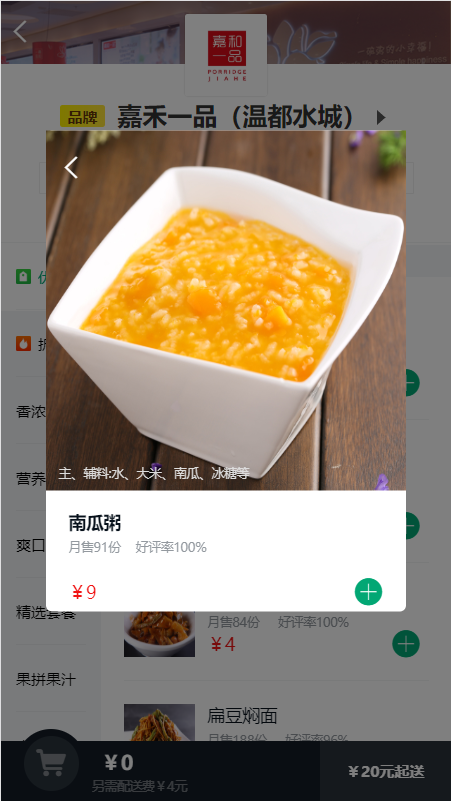 嘉和
一品
PORRIDGE
JIAHE
品牌 嘉禾一品（温都水城）
香浓
营养
爽口
精选套餐
果拼果汁
主、辅料:水、大米、南瓜、冰糖等
南瓜粥
月售91份 好评率100%
￥9
月售84份 好评率100%
￥4
扁豆焖面
月售188份 好评率96%
￥0
另需配送费￥4元
￥20元起送